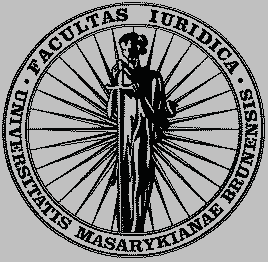 · FACULTAS IURIDICA ·
UNIVERSITATIS MASARYKIANAE BRUNENSIS